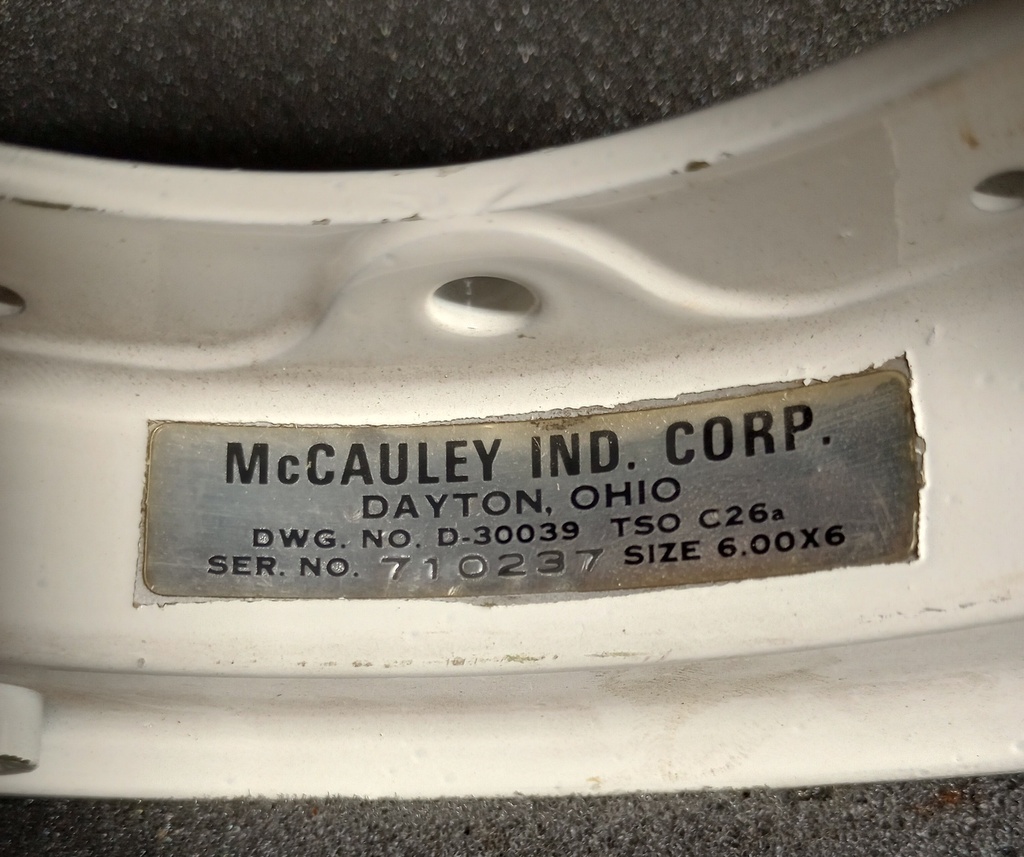 McCAULEY IND. CORP.
DAYTON, OHIO
DWG. NO. D-30039 TSO C26a
SER. NO. 710237 SIZE 6.00X6